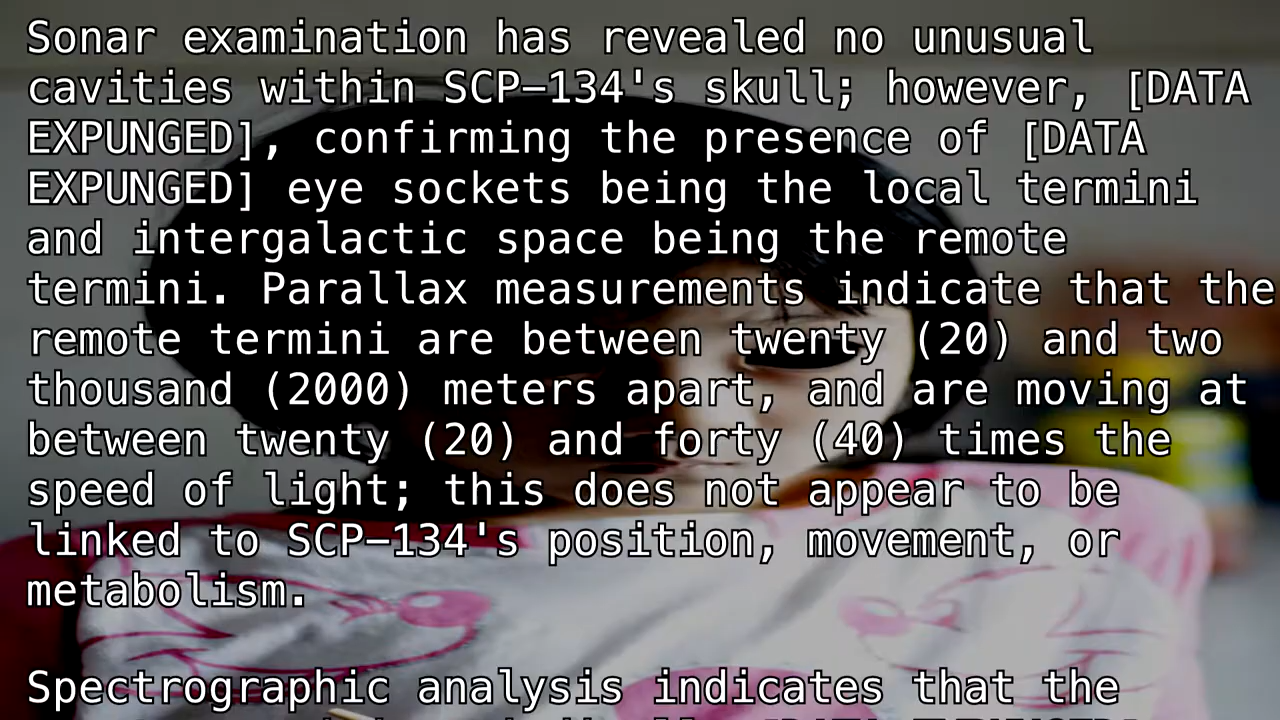 Sonar examination has revealed no unusual
cavities within SCP–134's skull; however, [DATA
EXPUNGED], confirming the presence of [DATA
EXPUNGED] eye sockets being the local termini
and intergalactic space being the remote
termini. Parallax measurements indicate that the
remote termini are between twenty (20) and two
thousand (2000) meters apart, and are moving at
between twenty (20) and forty (40) times the
speed of light; this does not appear to be
linked to SCP–134's position, movement, or
metabolism.
Spectrographic analysis indicates that the